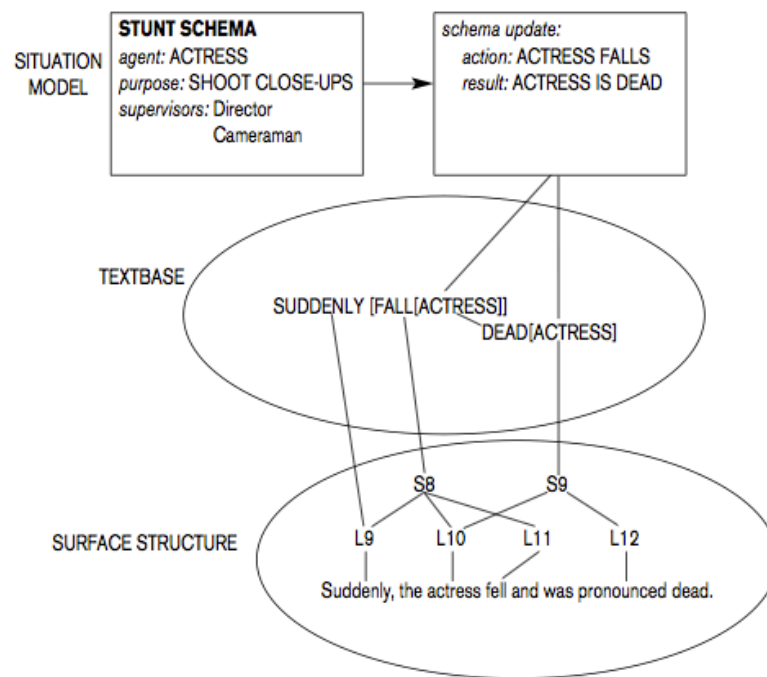 SITUATION
MODEL
STUNT SCHEMA
agent: ACTRESS
purpose: SHOOT CLOSE-UPS
supervisors: Director
Cameraman
schema update:
action: ACTRESS FALLS
result: ACTRESS IS DEAD
TEXTBASE
SUDDENLY [FALL[ACTRESS]]
DEAD[ACTRESS]
SURFACE STRUCTURE
S8 S9
L9 L10 L11 L12
Suddenly, the actress fell and was pronounced dead.